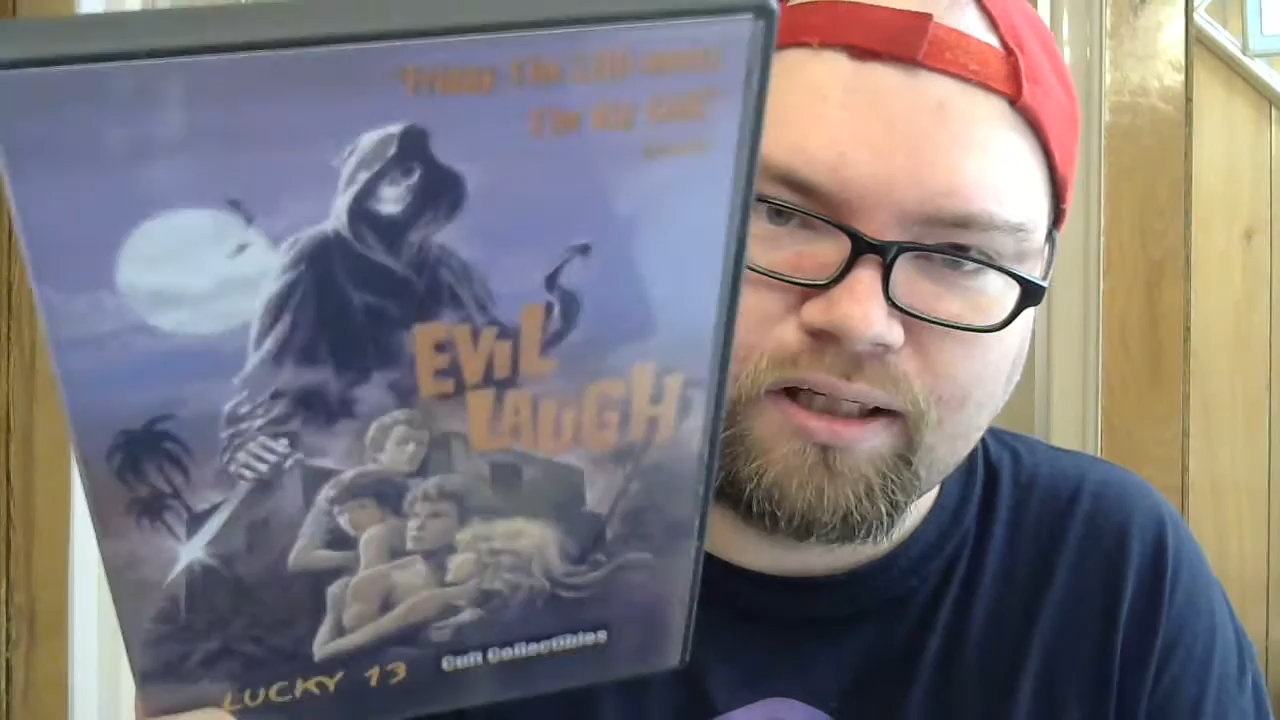 "Friday The 13th meets
The Big Chill"
EVIL
LAUGH
LUCKY 13
Cult Collectibles